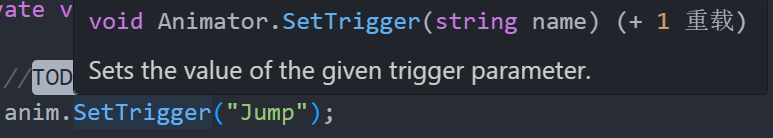 vate v
void Animator.SetTrigger(string name) (+ 1 重载)
//TOD
Sets the value of the given trigger parameter.
anim.SetTrigger("Jump");